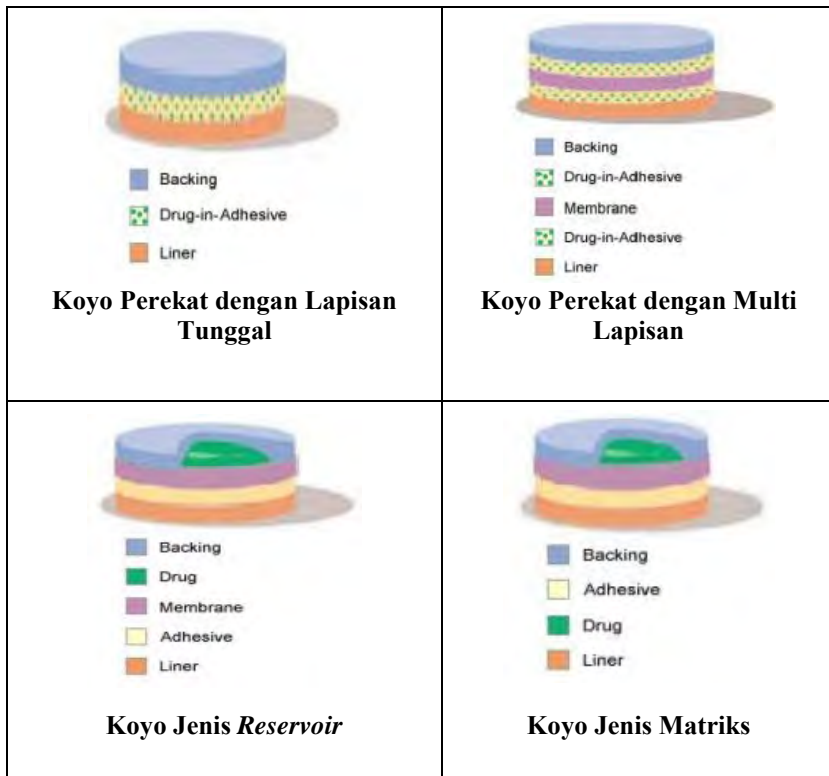 Backing
Drug-in-Adhesive
Liner
Koyo Perekat dengan Lapisan
Tunggal
Backing
Drug-in-Adhesive
Membrane
Drug-in-Adhesive
Liner
Koyo Perekat dengan Multi
Lapisan
Backing
Drug
Membrane
Adhesive
Liner
Koyo Jenis Reservoir
Backing
Adhesive
Drug
Liner
Koyo Jenis Matriks